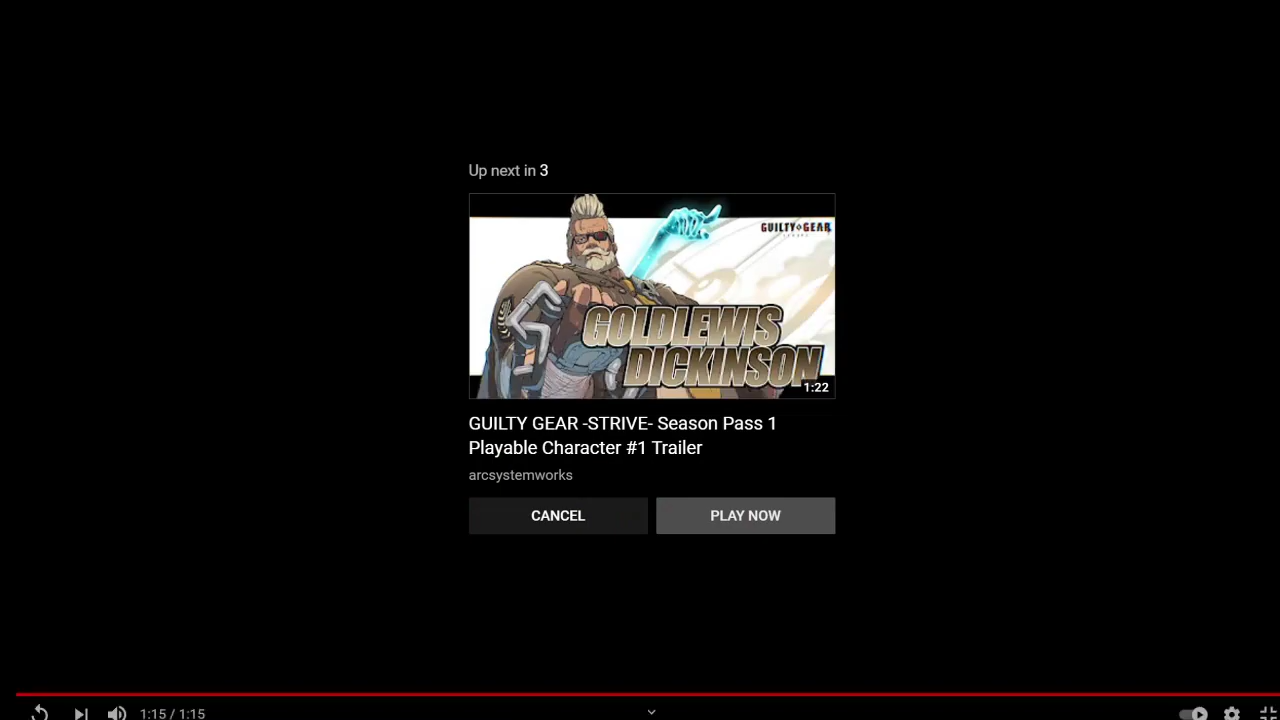 Up next in 3
GUILTY GEAR
GOLDLEWIS
DICKINSON
1:22
GUILTY GEAR -STRIVE- Season Pass 1
Playable Character #1 Trailer
arcsystemworks
CANCEL
PLAY NOW
1:15 / 1:15